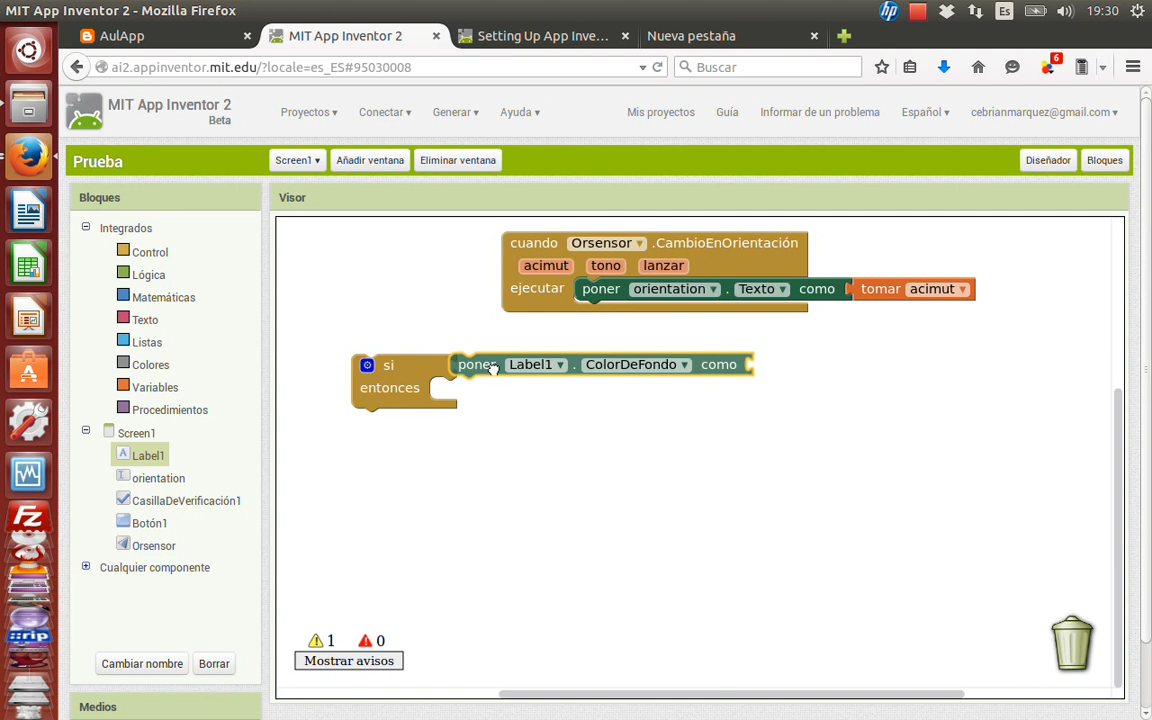 MIT App Inventor 2 - Mozilla Firefox
hp
Es
19:30
AulApp
MIT App Inventor 2
Setting Up App Inve...
Nueva pestaña
ai2.appinventor.mit.edu/?locale=es_ES#95030008
Buscar
6
MIT App Inventor 2
Beta
Proyectos
Conectar
Generar
Ayuda
Mis proyectos
Guía
Informar de un problema
Español
cebrianmarquez@gmail.com
Prueba
Screen1
Añadir ventana
Eliminar ventana
Diseñador
Bloques
Bloques
Visor
Integrados
Control
Lógica
Matemáticas
Texto
Listas
Colores
Variables
Procedimientos
Screen1
A Label1
orientation
CasillaDeVerificación1
Botón1
Orsensor
Cualquier componente
Cambiar nombre
Borrar
Medios
cuando Orsensor .CambioEnOrientación
acimut tono lanzar
ejecutar poner orientation . Texto como tomar acimut
si poner Label1 . ColorDeFondo como
entonces
1 0
Mostrar avisos
Fz
:rip